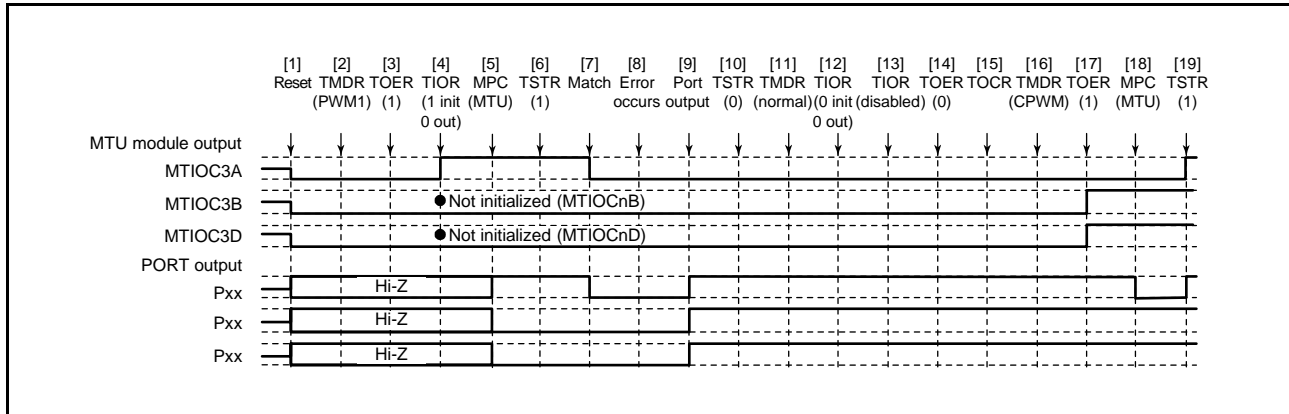 [1] [2] [3] [4] [5] [6] [7] [8] [9] [10] [11] [12] [13] [14] [15] [16] [17] [18] [19]
Reset TMDR TOER TIOR MPC TSTR Match Error Port TSTR TMDR TIOR TIOR TOER TOCR TMDR TOER MPC TSTR
(PWM1) (1) (1 init (MTU) (1) occurs output (0) (normal) (0 init (disabled) (0) (CPWM) (1) (MTU) (1)
0 out) 0 out)
MTU module output
MTIOC3A
MTIOC3B Not initialized (MTIOCnB)
MTIOC3D Not initialized (MTIOCnD)
PORT output
Pxx Hi-Z
Pxx Hi-Z
Pxx Hi-Z